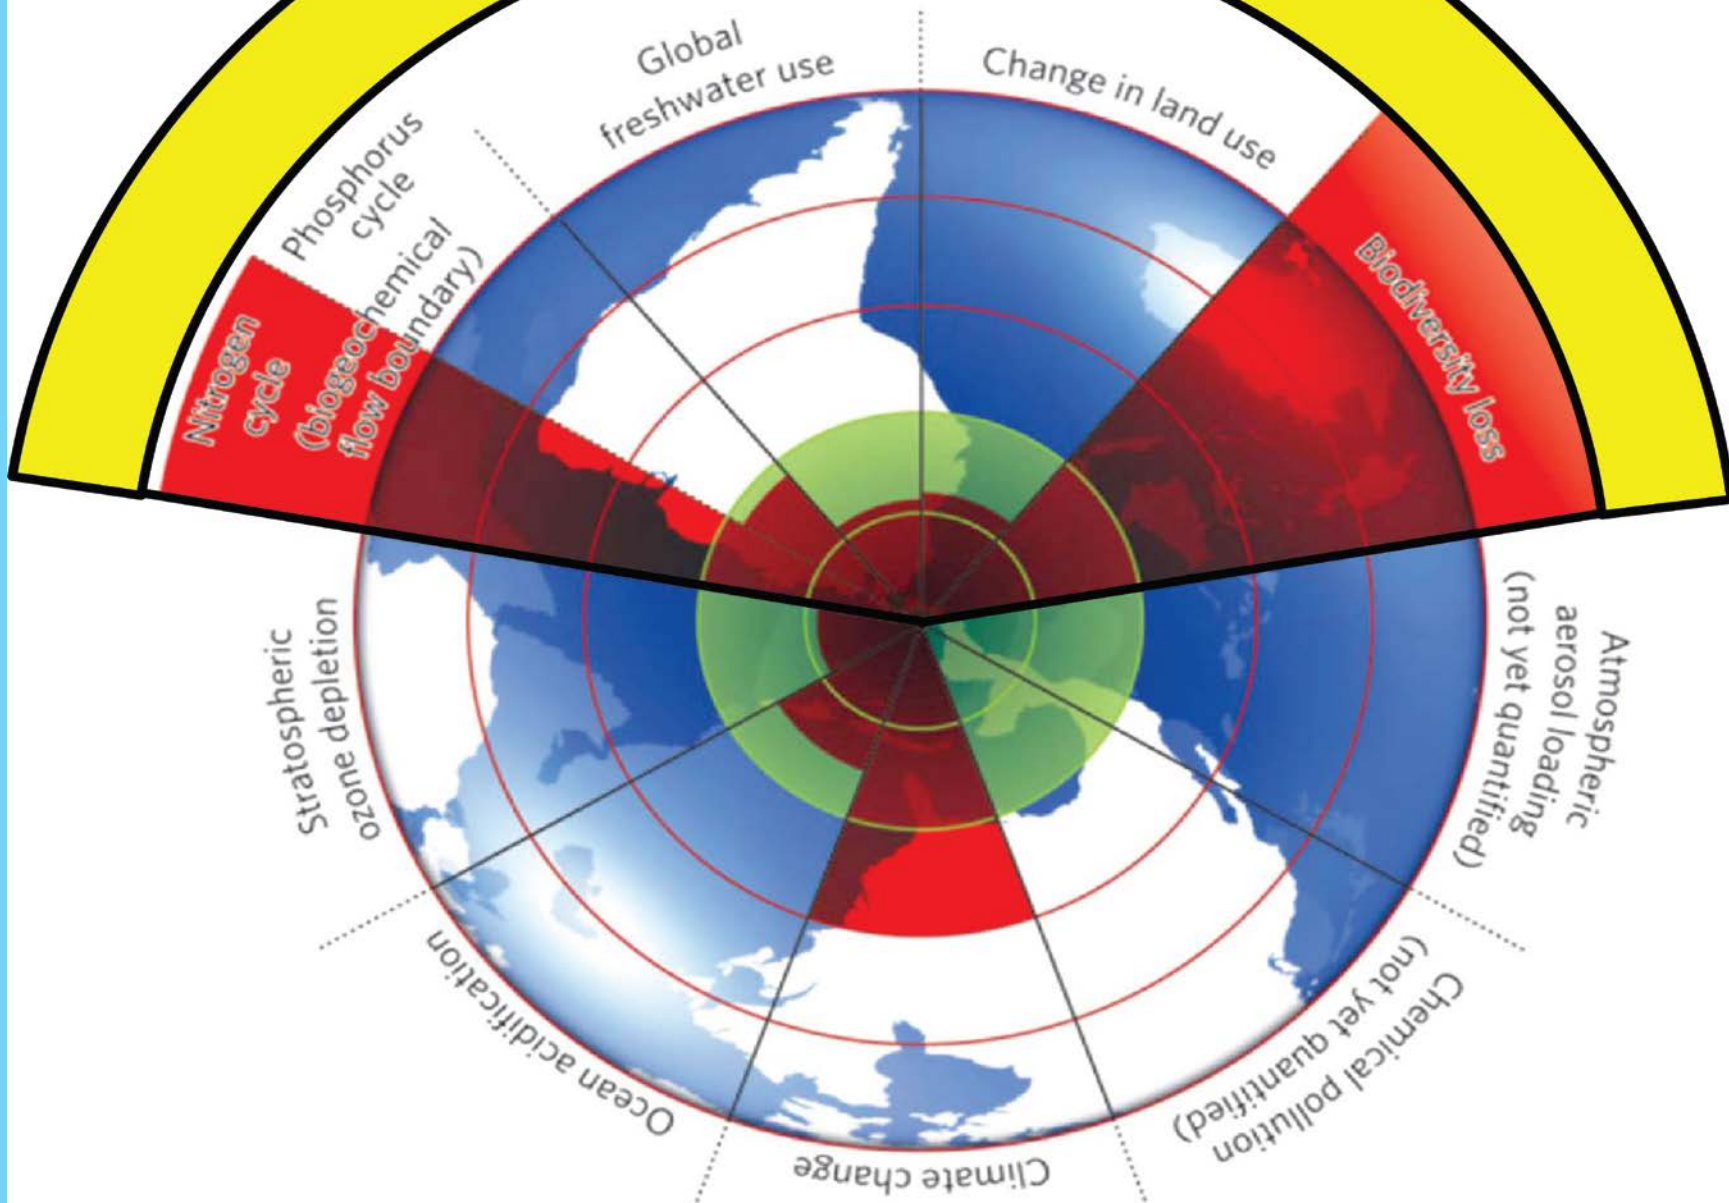 Global
freshwater use
Change in land use
Phosphorus
cycle
(biogeochemical
flow boundary)
Nitrogen
cycle
Biodiversity loss
Stratospheric
ozone depletion
Atmospheric
aerosol loading
(not yet quantified)
Ocean acidification
Climate change
Chemical pollution
(not yet quantified)